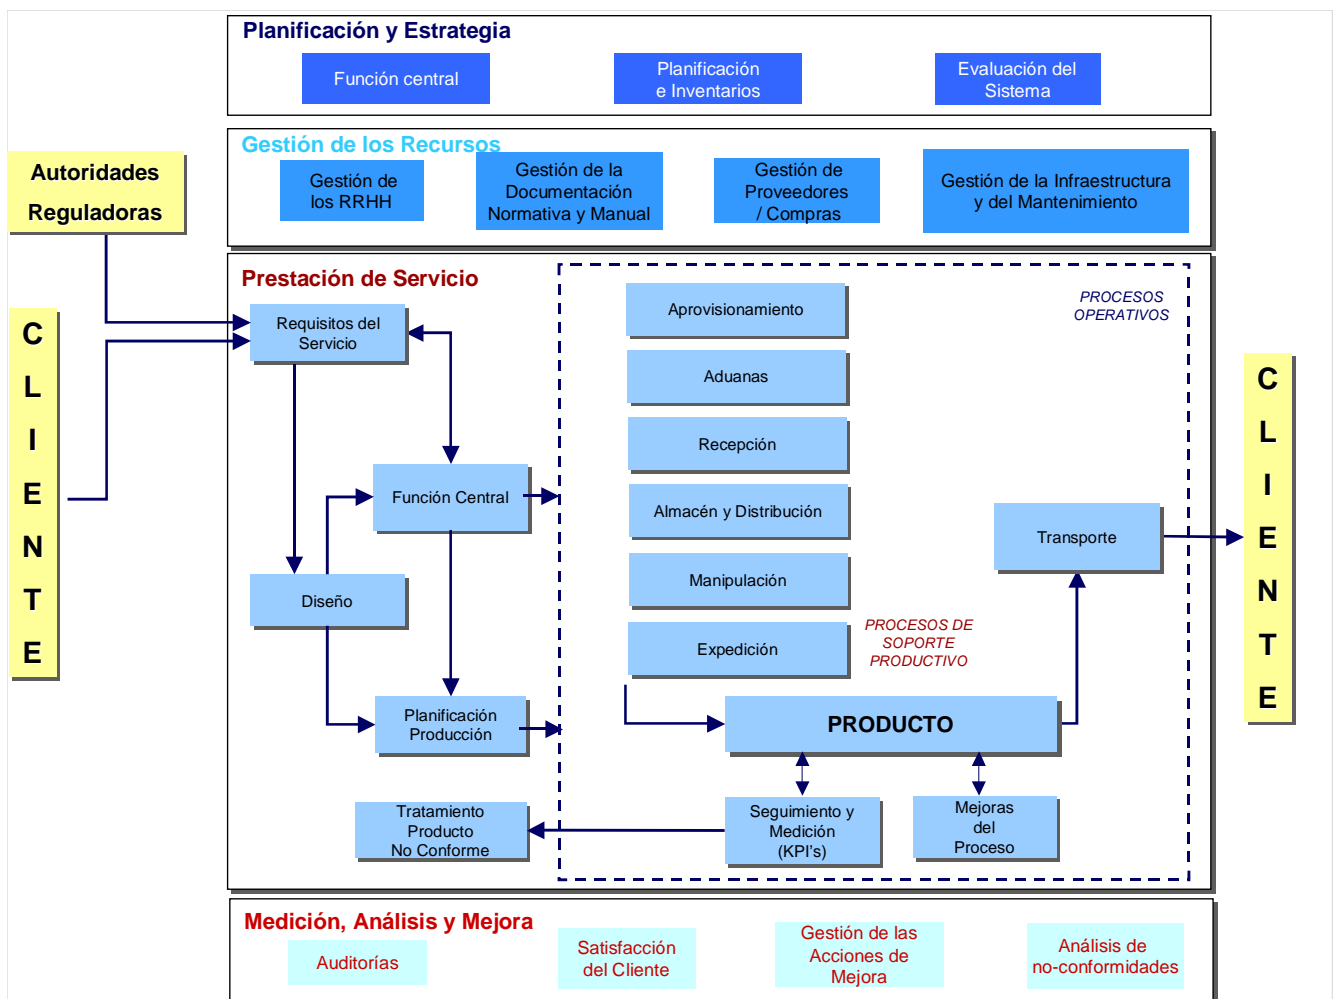 Planificación y Estrategia
Función central
Planificación
e Inventarios
Evaluación del
Sistema
Gestión de los Recursos
Gestión de
los RRHH
Gestión de la
Documentación
Normativa y Manual
Gestión de
Proveedores
/ Compras
Gestión de la Infraestructura
y del Mantenimiento
Autoridades
Reguladoras
C
L
I
E
N
T
E
Prestación de Servicio
Requisitos del
Servicio
Función Central
Diseño
Planificación
Producción
Tratamiento
Producto
No Conforme
PROCESOS
OPERATIVOS
Aprovisionamiento
Aduanas
Recepción
Almacén y Distribución
Manipulación
Expedición
PROCESOS DE
SOPORTE
PRODUCTIVO
PRODUCTO
Seguimiento y
Medición
(KPI's)
Mejoras
del
Proceso
Transporte
C
L
I
E
N
T
E
Medición, Análisis y Mejora
Auditorías
Satisfacción
del Cliente
Gestión de las
Acciones de
Mejora
Análisis de
no-conformidades